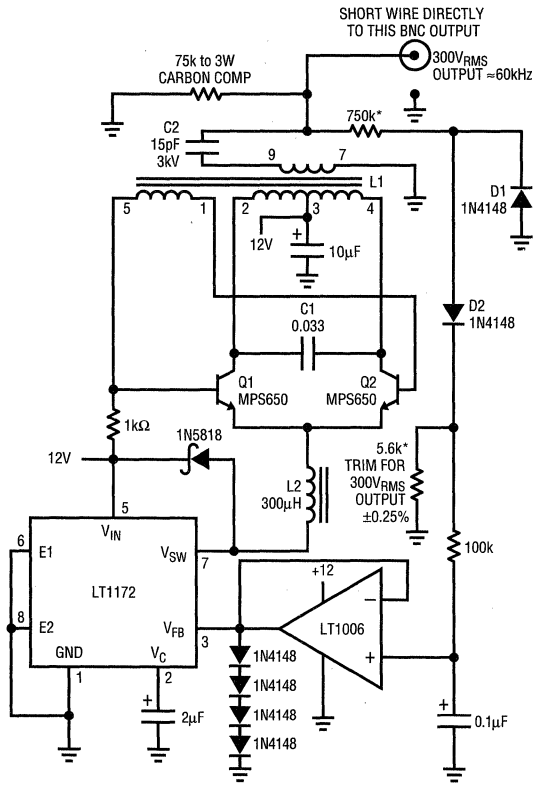 SHORT WIRE DIRECTLY
TO THIS BNC OUTPUT
75k to 3W
CARBON COMP
300VRMS
OUTPUT ≈60kHz
750k*
C2
15pF
3kV
9
7
L1
D1
1N4148
5
1
2
3
4
12V
+
10µF
D2
1N4148
C1
0.033
Q1
MPS650
Q2
MPS650
1kΩ
1N5818
5.6k*
TRIM FOR
300VRMS
OUTPUT
±0.25%
12V
L2
300µH
5
VIN
100k
6
E1
VSW
7
+12
–
LT1172
LT1006
8
E2
VFB
3
+
GND
VC
1
2
1N4148
1N4148
1N4148
1N4148
+
2µF
+
0.1µF